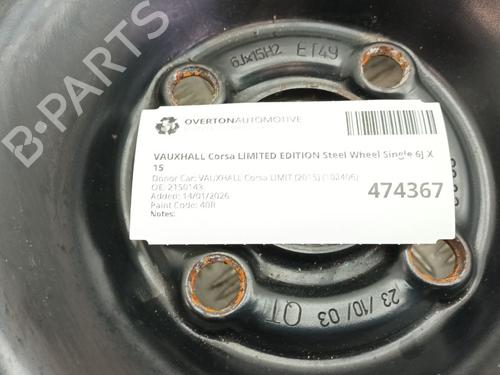 6Jx15H2 ET49
B-PARTS
OVERTONAUTOMOTIVE
VAUXHALL Corsa LIMITED EDITION Steel Wheel Single 6J X
15
Donor Car: VAUXHALL Corsa LIMIT (2015) (102406)
OE: 2150143
Added: 14/01/2026
Paint Code: 40R
Notes:
474367
23/10/03 QT